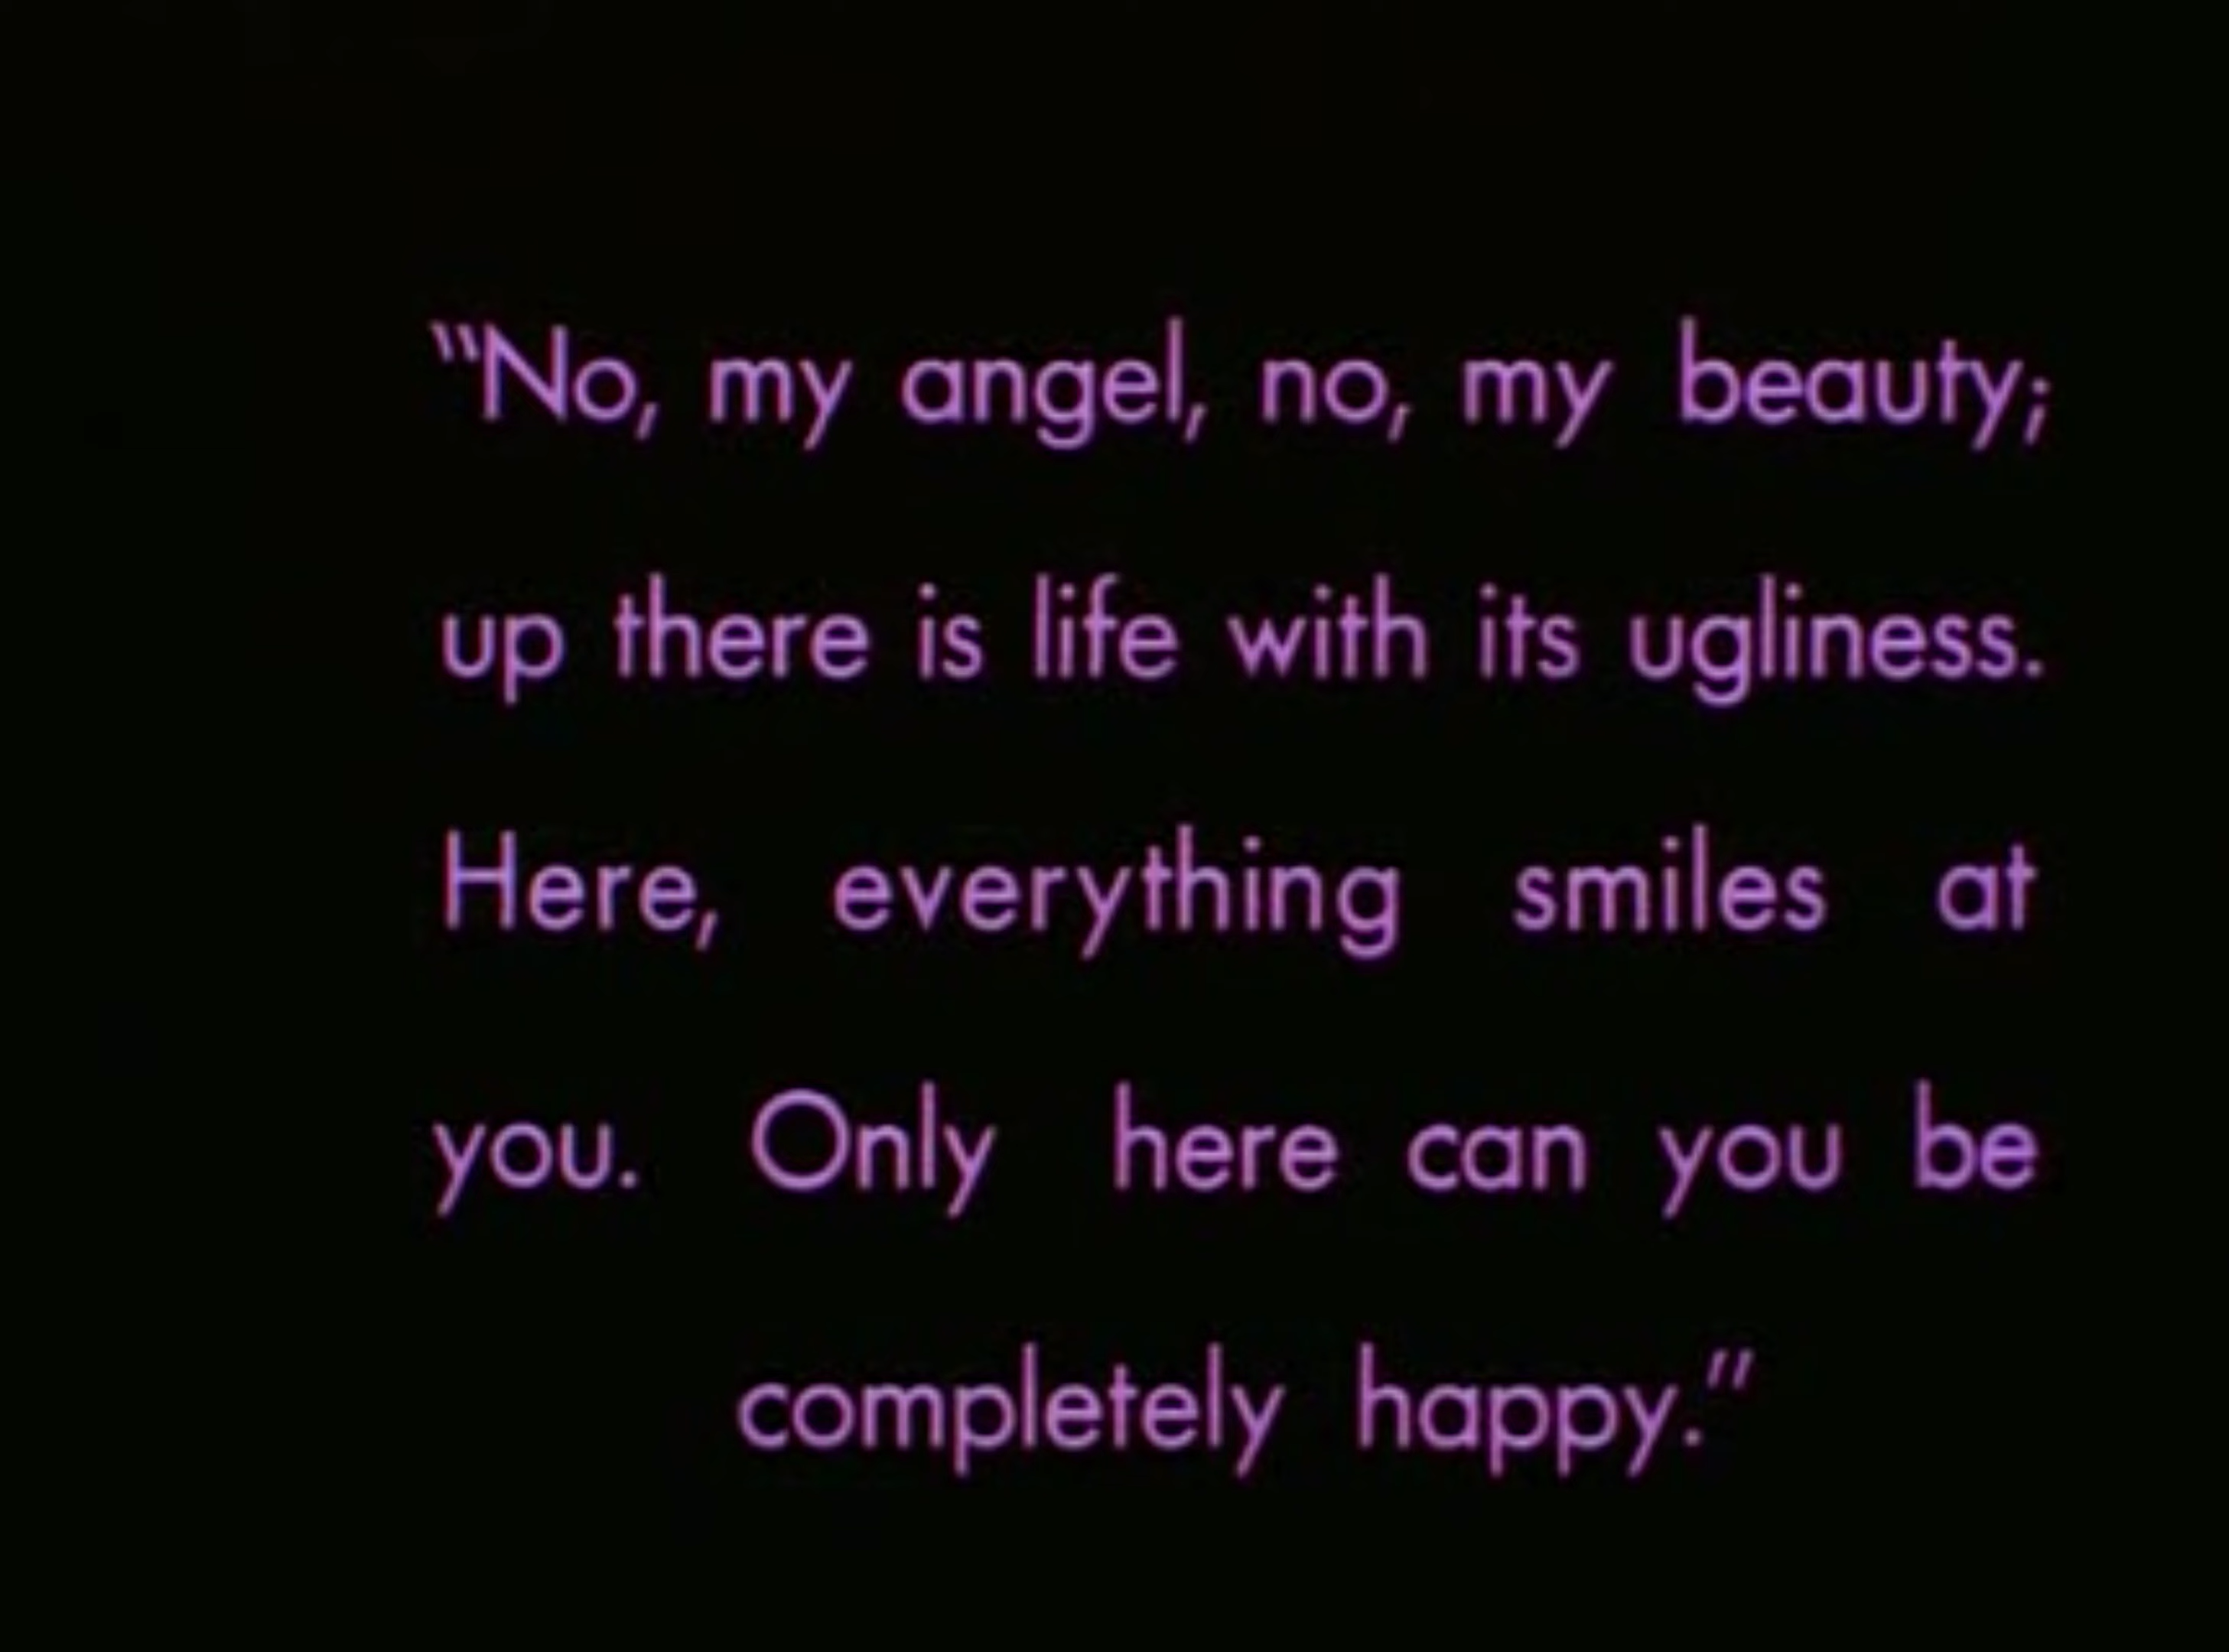 “No, my angel, no, my beauty;
up there is life with its ugliness.
Here, everything smiles at
you. Only here can you be
completely happy.”